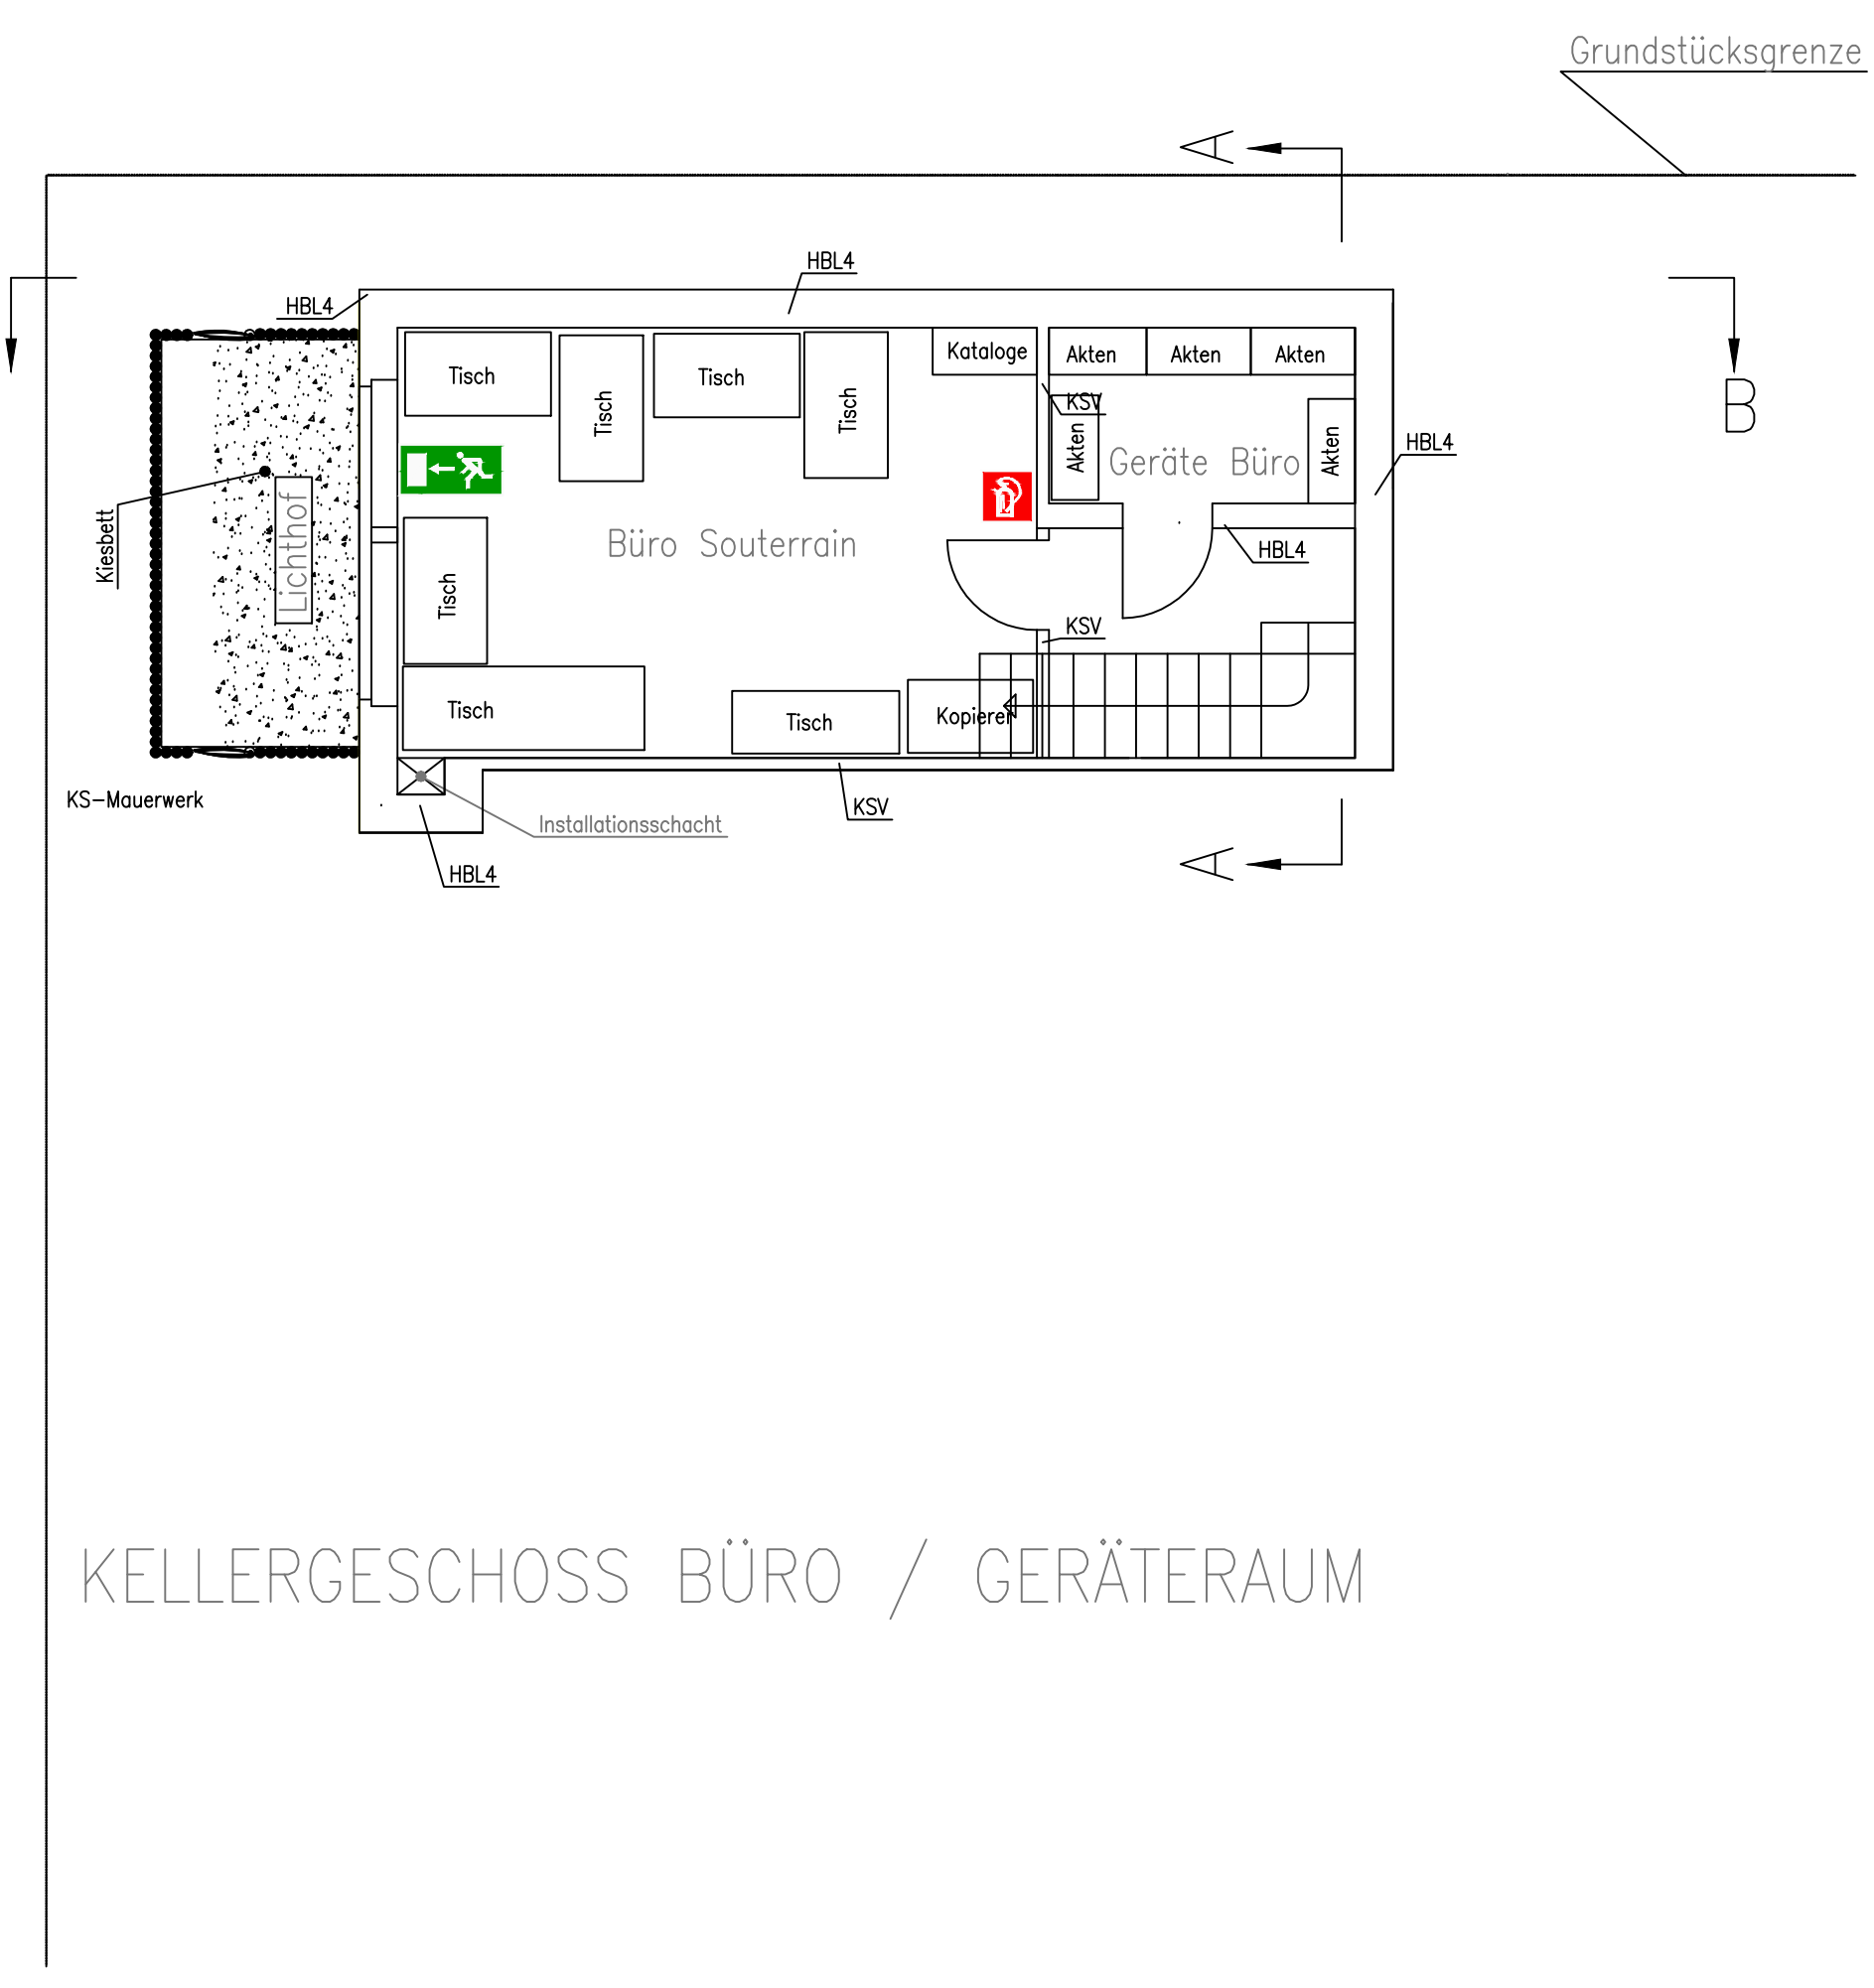 Grundstücksgrenze
A
HBL4
HBL4
Tisch
Tisch
Tisch
Tisch
Kataloge
Akten
Akten
Akten
KSV
B
Akten
Geräte Büro
Akten
HBL4
Kiesbett
Lichthof
Büro Souterrain
HBL4
Tisch
KSV
Tisch
Tisch
Kopierer
KS-Mauerwerk
Installationsschacht
KSV
HBL4
A
KELLERGESCHOSS BÜRO / GERÄTERAUM